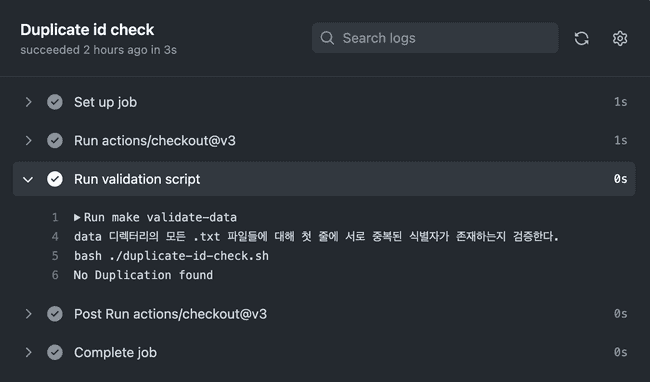 Duplicate id check
succeeded 2 hours ago in 3s
Search logs
Set up job 1s
Run actions/checkout@v3 1s
Run validation script 0s
1 Run make validate-data
4 data 디렉터리의 모든 .txt 파일들에 대해 첫 줄에 서로 중복된 식별자가 존재하는지 검증한다.
5 bash ./duplicate-id-check.sh
6 No Duplication found
Post Run actions/checkout@v3 0s
Complete job 0s